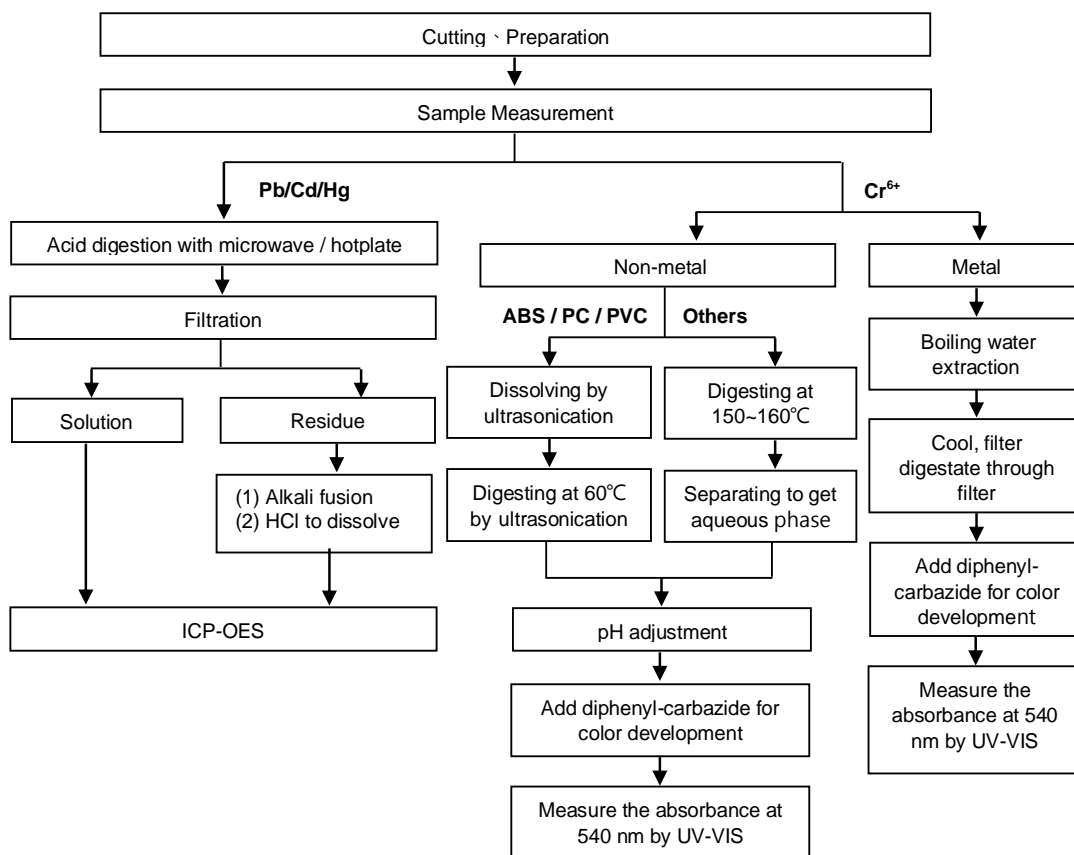 Cutting、Preparation
Sample Measurement
Pb/Cd/Hg
Cr6+
Acid digestion with microwave / hotplate
Non-metal
Metal
Filtration
ABS / PC / PVC
Others
Boiling water
extraction
Dissolving by
ultrasonication
Digesting at
150~160℃
Solution
Residue
Cool, filter
digestate through
filter
(1) Alkali fusion
(2) HCl to dissolve
Digesting at 60℃
by ultrasonication
Separating to get
aqueous phase
Add diphenyl-
carbazide for color
development
ICP-OES
pH adjustment
Measure the
absorbance at 540
nm by UV-VIS
Add diphenyl-carbazide for
color development
Measure the absorbance at
540 nm by UV-VIS